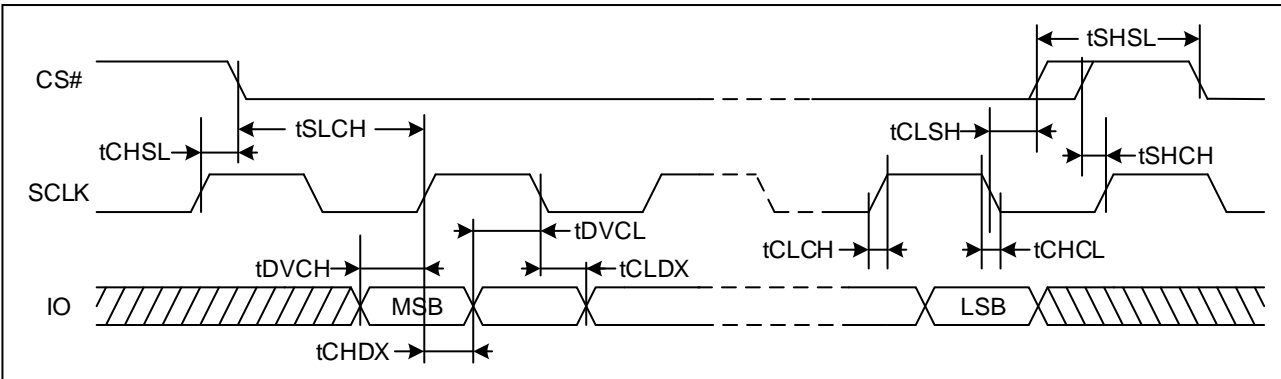 tSHSL
CS#
tSLCH
tCLSH
tCHSL
tSHCH
SCLK
tDVCL
tCLCH
tCHCL
tDVCH
tCLDX
IO
MSB
LSB
tCHDX